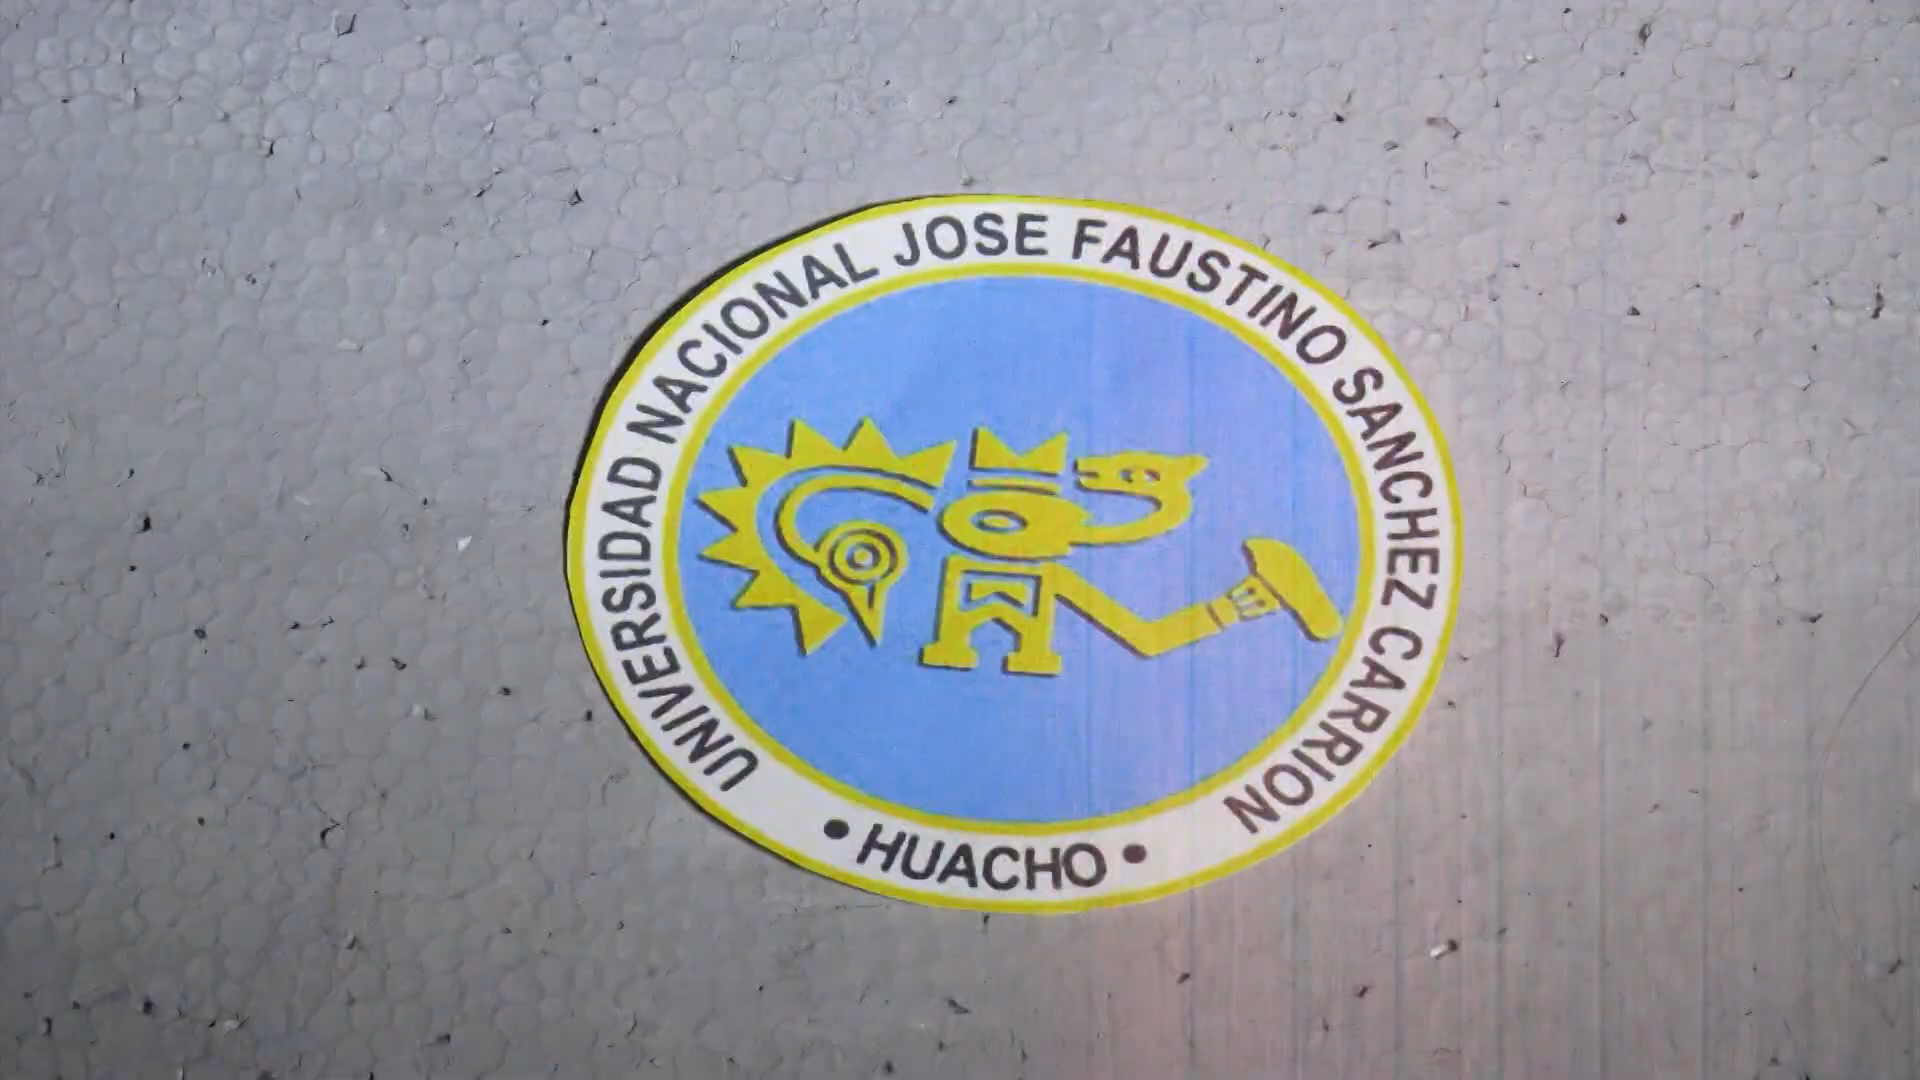 UNIVERSIDAD NACIONAL JOSE FAUSTINO SANCHEZ CARRION
• HUACHO •